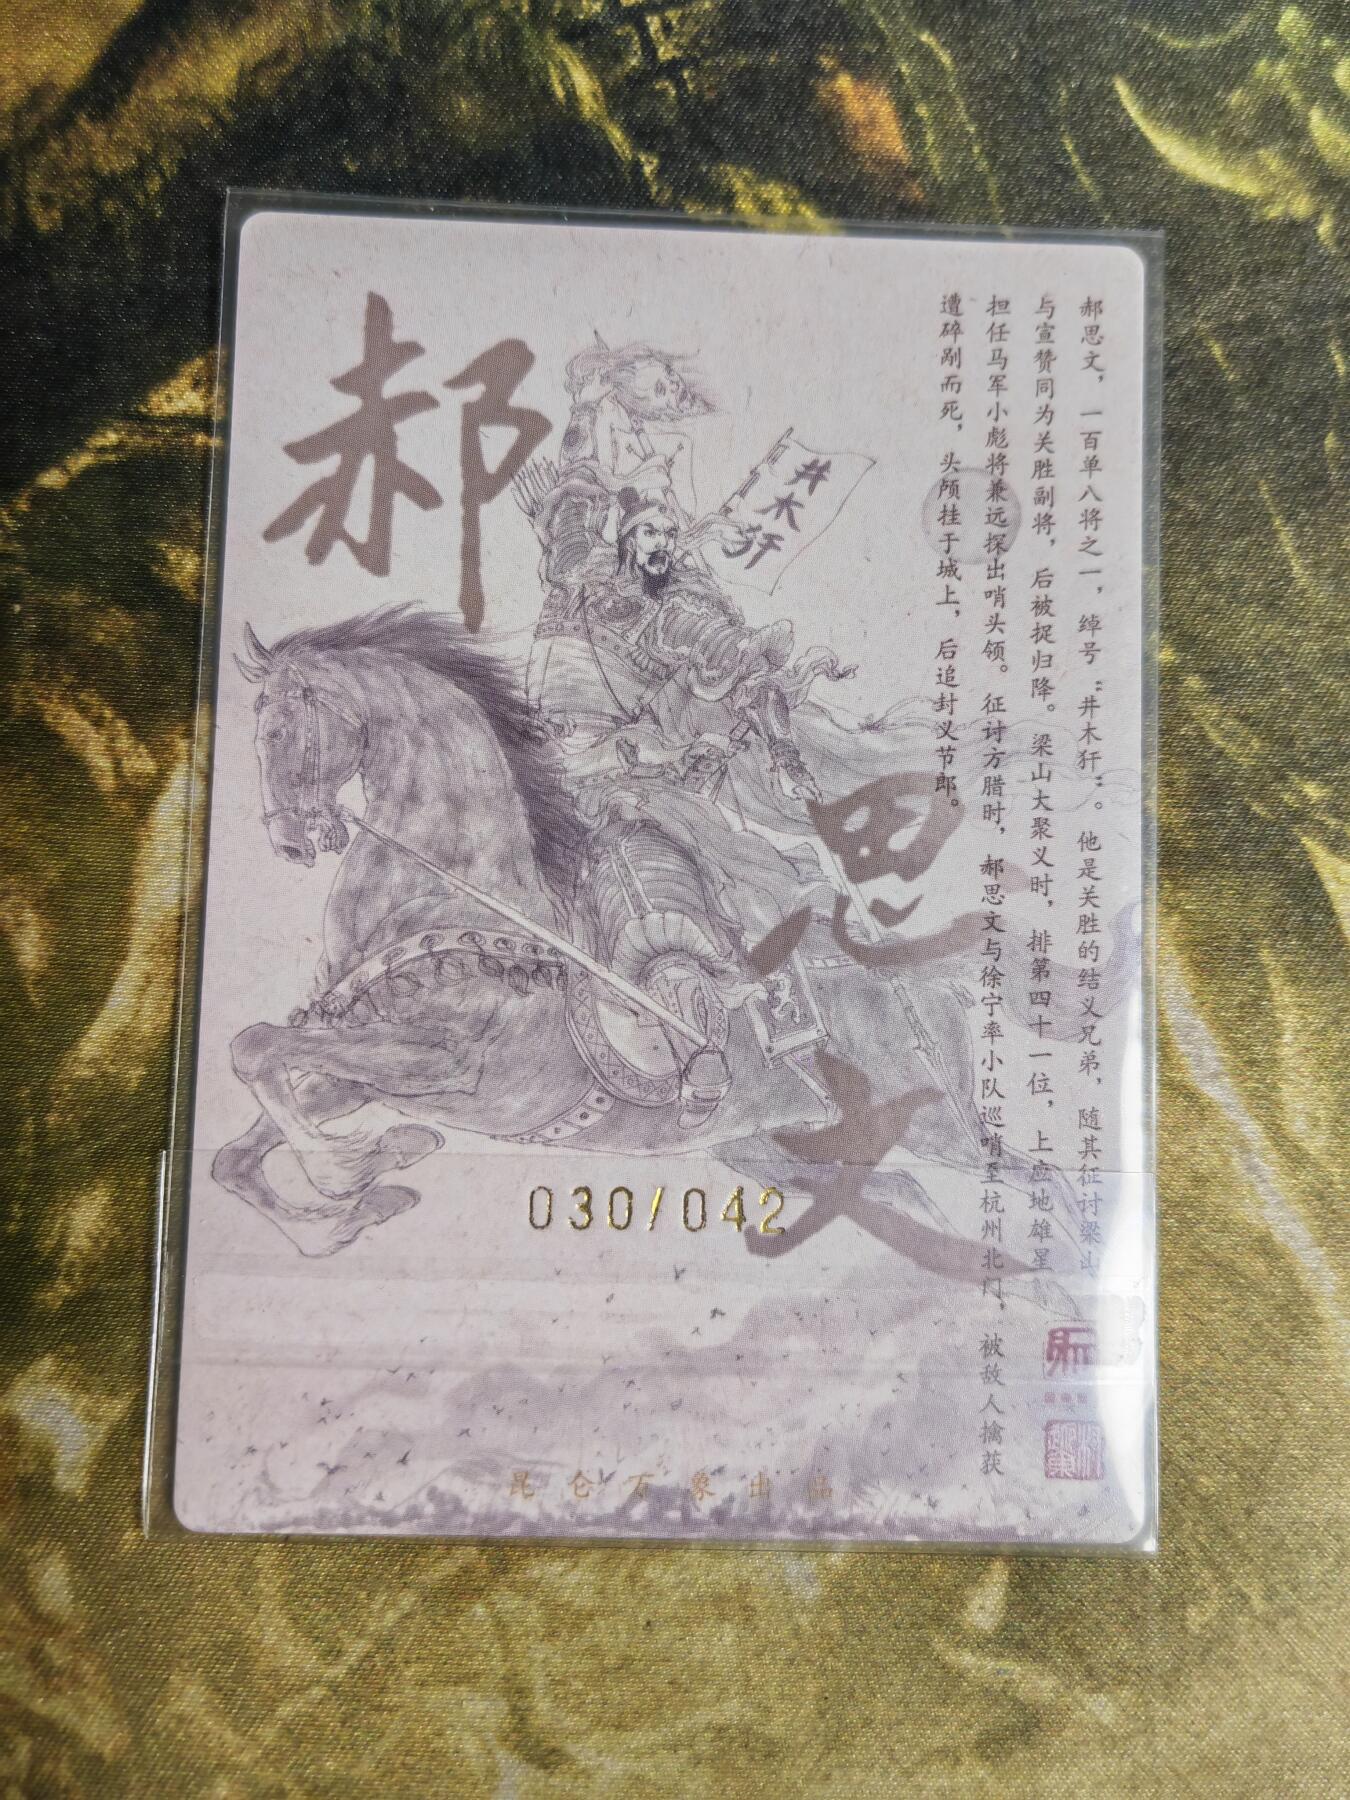 郝思文
井木犴
郝思文，一百单八将之一，绰号：井木犴：。他是关胜的结义兄弟，随其征讨梁山
与宣赞同为关胜副将，后被捉归降。梁山大聚义时，排第四十一位，上应地雄星
担任马军小彪将兼远探出哨头领。征讨方腊时，郝思文与徐宁率小队巡哨至杭州北门，被敌人擒获
遭碎剐而死，头颅挂于城上，后追封义节郎。
030/042
昆仑万象出品